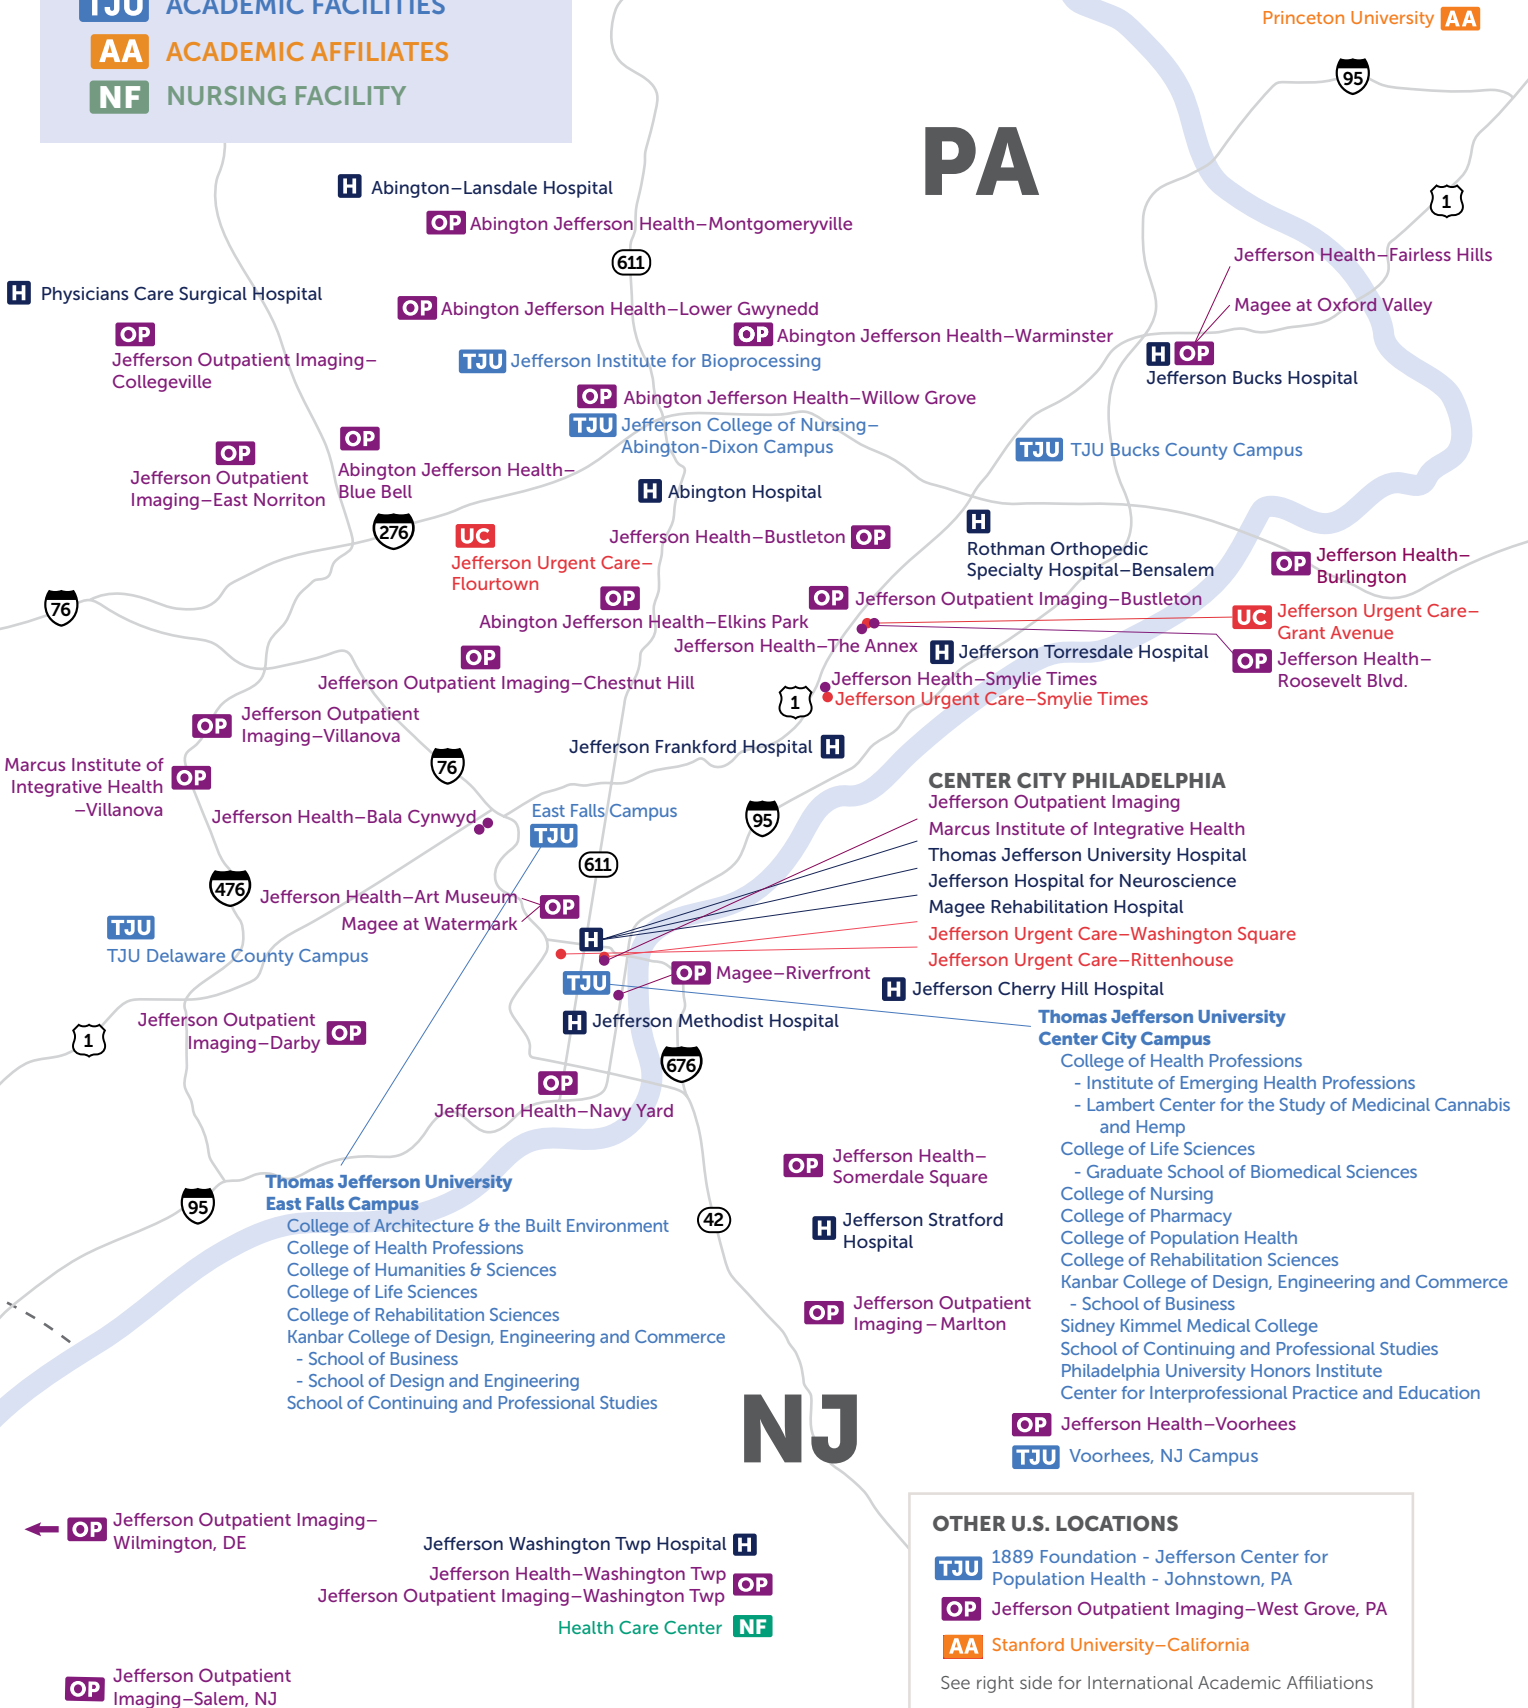 TJU ACADEMIC FACILITIES
AA ACADEMIC AFFILIATES
NF NURSING FACILITY
Princeton University AA
95
PA
1
H Abington–Lansdale Hospital
OP Abington Jefferson Health–Montgomeryville
611
Jefferson Health–Fairless Hills
Magee at Oxford Valley
H OP
Jefferson Bucks Hospital
H Physicians Care Surgical Hospital
OP Abington Jefferson Health–Lower Gwynedd
OP Abington Jefferson Health–Warminster
OP
Jefferson Outpatient Imaging–
Collegeville
TJU Jefferson Institute for Bioprocessing
OP Abington Jefferson Health–Willow Grove
TJU Jefferson College of Nursing–
Abington-Dixon Campus
TJU TJU Bucks County Campus
OP
Jefferson Outpatient
Imaging–East Norriton
OP
Abington Jefferson Health–
Blue Bell
H Abington Hospital
276
UC
Jefferson Urgent Care–
Flourtown
Jefferson Health–Bustleton OP
H
Rothman Orthopedic
Specialty Hospital–Bensalem
OP Jefferson Health–
Burlington
76
OP
Abington Jefferson Health–Elkins Park
OP Jefferson Outpatient Imaging–Bustleton
UC Jefferson Urgent Care–
Grant Avenue
Jefferson Health–The Annex
H Jefferson Torresdale Hospital
OP Jefferson Health–
Roosevelt Blvd.
OP
Jefferson Outpatient Imaging–Chestnut Hill
Jefferson Health–Smylie Times
1
Jefferson Urgent Care–Smylie Times
OP Jefferson Outpatient
Imaging–Villanova
Jefferson Frankford Hospital H
76
Marcus Institute of
Integrative Health
–Villanova
OP
Jefferson Health–Bala Cynwyd
East Falls Campus
TJU
95
611
CENTER CITY PHILADELPHIA
Jefferson Outpatient Imaging
Marcus Institute of Integrative Health
Thomas Jefferson University Hospital
Jefferson Hospital for Neuroscience
Magee Rehabilitation Hospital
Jefferson Urgent Care–Washington Square
Jefferson Urgent Care–Rittenhouse
476
Jefferson Health–Art Museum
Magee at Watermark
OP
H
TJU
TJU Delaware County Campus
TJU
OP Magee–Riverfront
H Jefferson Cherry Hill Hospital
H Jefferson Methodist Hospital
1
Jefferson Outpatient
Imaging–Darby
OP
676
OP
Jefferson Health–Navy Yard
Thomas Jefferson University
Center City Campus
College of Health Professions
- Institute of Emerging Health Professions
- Lambert Center for the Study of Medicinal Cannabis
and Hemp
College of Life Sciences
- Graduate School of Biomedical Sciences
College of Nursing
College of Pharmacy
College of Population Health
College of Rehabilitation Sciences
Kanbar College of Design, Engineering and Commerce
- School of Business
Sidney Kimmel Medical College
School of Continuing and Professional Studies
Philadelphia University Honors Institute
Center for Interprofessional Practice and Education
OP Jefferson Health–Voorhees
TJU Voorhees, NJ Campus
OP Jefferson Health–
Somerdale Square
H Jefferson Stratford
Hospital
OP Jefferson Outpatient
Imaging – Marlton
95
42
Thomas Jefferson University
East Falls Campus
College of Architecture & the Built Environment
College of Health Professions
College of Humanities & Sciences
College of Life Sciences
College of Rehabilitation Sciences
Kanbar College of Design, Engineering and Commerce
- School of Business
- School of Design and Engineering
School of Continuing and Professional Studies
NJ
OP Jefferson Outpatient Imaging–
Wilmington, DE
Jefferson Washington Twp Hospital H
Jefferson Health–Washington Twp
Jefferson Outpatient Imaging–Washington Twp
OP
Health Care Center NF
OP Jefferson Outpatient
Imaging–Salem, NJ
OTHER U.S. LOCATIONS
TJU 1889 Foundation - Jefferson Center for
Population Health - Johnstown, PA
OP Jefferson Outpatient Imaging–West Grove, PA
AA Stanford University–California
See right side for International Academic Affiliations